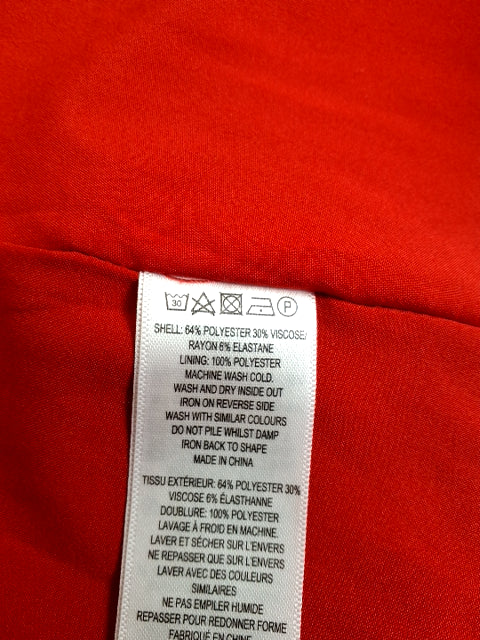 30 P
SHELL: 64% POLYESTER 30% VISCOSE/
RAYON 6% ELASTANE
LINING: 100% POLYESTER
MACHINE WASH COLD.
WASH AND DRY INSIDE OUT
IRON ON REVERSE SIDE
WASH WITH SIMILAR COLOURS
DO NOT PILE WHILST DAMP
IRON BACK TO SHAPE
MADE IN CHINA
TISSU EXTÉRIEUR: 64% POLYESTER 30%
VISCOSE 6% ÉLASTHANNE
DOUBLURE: 100% POLYESTER
LAVAGE À FROID EN MACHINE.
LAVER ET SÉCHER SUR L'ENVERS
NE REPASSER QUE SUR L'ENVERS
LAVER AVEC DES COULEURS
SIMILAIRES
NE PAS EMPILER HUMIDE
REPASSER POUR REDONNER FORME
FABRIQUÉ EN CHINE